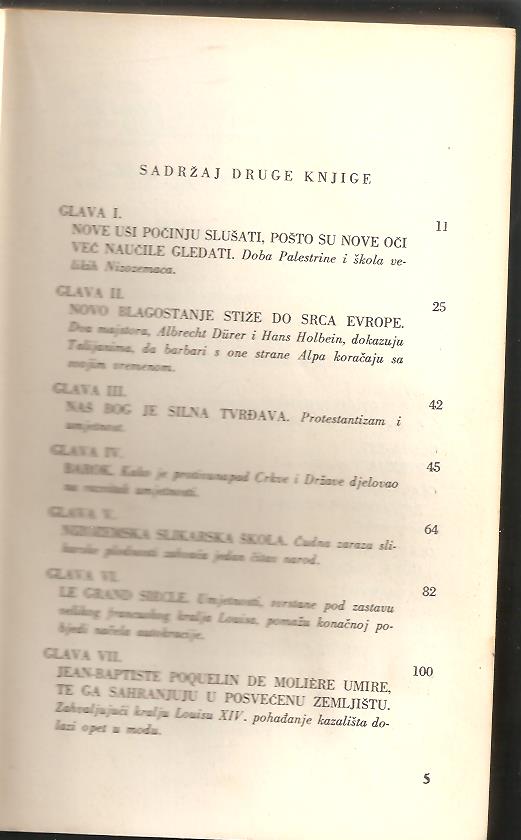 SADRŽAJ DRUGE KNJIGE
GLAVA I. 11
NOVE UŠI POČINJU SLUŠATI, POŠTO SU NOVE OČI
VEĆ NAUČILE GLEDATI. Doba Palestrine i škola ve-
likih Nizozemaca.
GLAVA II. 25
NOVO BLAGOSTANJE STIŽE DO SRCA EVROPE.
Dva majstora, Albrecht Dürer i Hans Holbein, dokazuju
Talijanima, da barbari s one strane Alpa koračaju sa
svojim vremenom.
GLAVA III. 42
NAŠ BOG JE SILNA TVRĐAVA. Protestantizam i
umjetnost.
GLAVA IV. 45
BAROK. Kako je protivunapad Crkve i Države djelovao
na razvitak umjetnosti.
GLAVA V. 64
NIZOZEMSKA SLIKARSKA ŠKOLA. Čudna zaraza sli-
karske plodnosti zahvaća jedan čitav narod.
GLAVA VI. 82
LE GRAND SIECLE. Umjetnosti, svrstane pod zastavu
velikog francuskog kralja Louisa, pomažu konačnoj po-
bjedi načela autokracije.
GLAVA VII. 100
JEAN-BAPTISTE POQUELIN DE MOLIÈRE UMIRE,
TE GA SAHRANJUJU U POSVEĆENU ZEMLJIŠTU.
Zahvaljujući kralju Louisu XIV. pohađanje kazališta do-
lazi opet u modu.
5